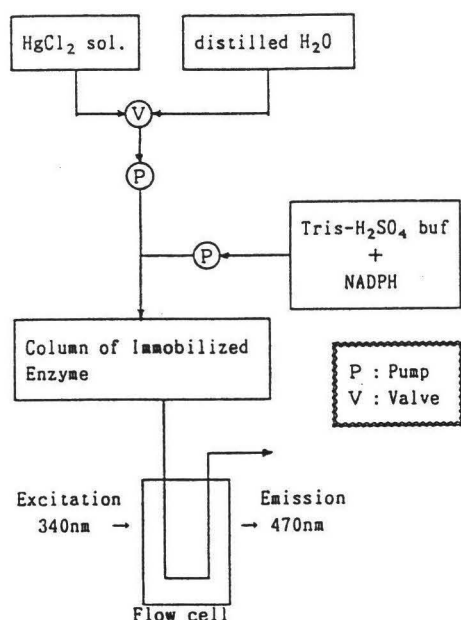 HgCl₂ sol.
distilled H₂O
V
P
P
Tris-H₂SO₄ buf
+
NADPH
Column of Immobilized
Enzyme
P : Pump
V : Valve
Excitation
340nm →
Emission
→ 470nm
Flow cell